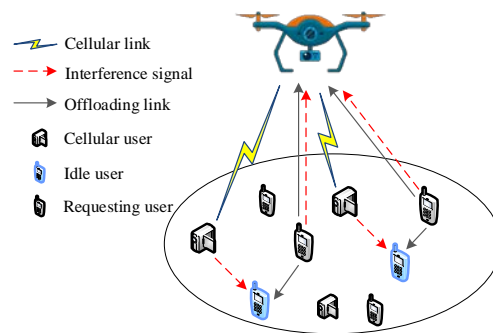 Cellular link
Interference signal
Offloading link
Cellular user
Idle user
Requesting user